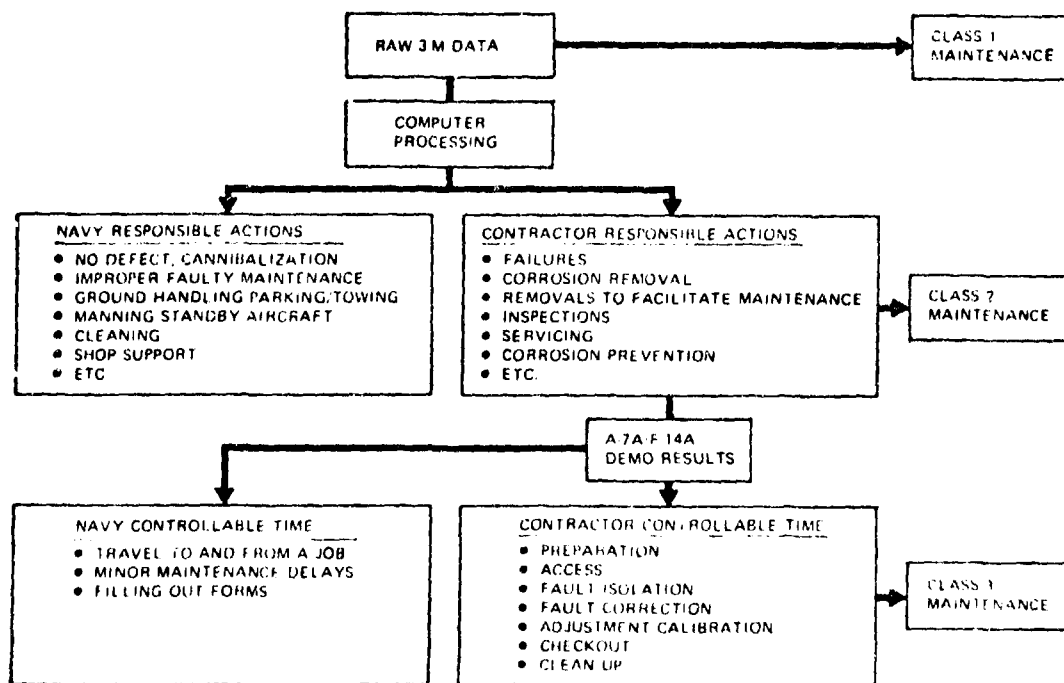 RAW 3 M DATA
CLASS 1
MAINTENANCE
COMPUTER
PROCESSING
NAVY RESPONSIBLE ACTIONS
• NO DEFECT, CANNIBALIZATION
• IMPROPER FAULTY MAINTENANCE
• GROUND HANDLING PARKING/TOWING
• MANNING STANDBY AIRCRAFT
• CLEANING
• SHOP SUPPORT
• ETC
CONTRACTOR RESPONSIBLE ACTIONS
• FAILURES
• CORROSION REMOVAL
• REMOVALS TO FACILITATE MAINTENANCE
• INSPECTIONS
• SERVICING
• CORROSION PREVENTION
• ETC.
CLASS
MAINTENANCE
A-7A-F-14A
DEMO RESULTS
NAVY CONTROLLABLE TIME
• TRAVEL TO AND FROM A JOB
• MINOR MAINTENANCE DELAYS
• FILLING OUT FORMS
CONTRACTOR CONTROLLABLE TIME
• PREPARATION
• ACCESS
• FAULT ISOLATION
• FAULT CORRECTION
• ADJUSTMENT CALIBRATION
• CHECKOUT
• CLEAN UP
CLASS
MAINTENANCE